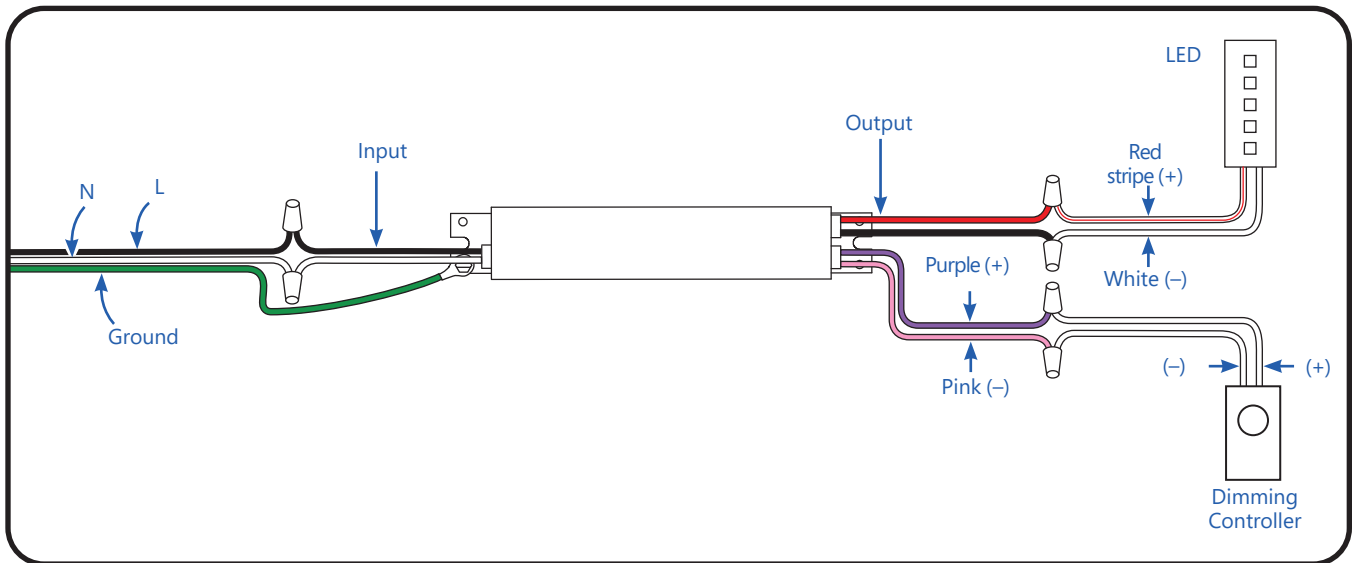 LED
Output
Input
Red
stripe (+)
N
L
Purple (+)
White (–)
Ground
(–)
(+)
Pink (–)
Dimming
Controller